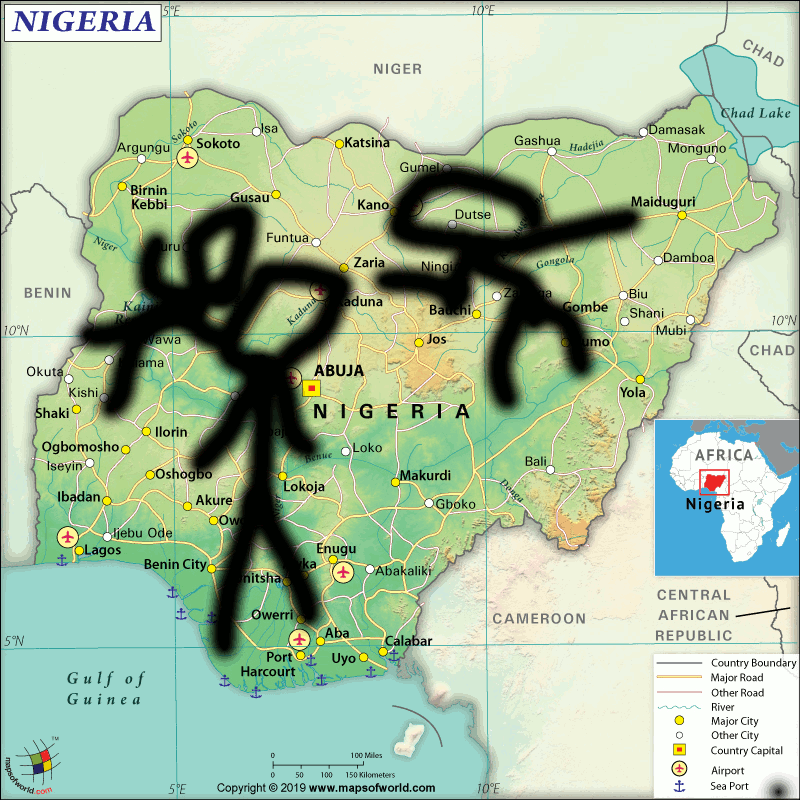 NIGERIA
5°E
10°E
CHAD
NIGER
Chad Lake
Isa
Sokoto
Sokoto
Katsina
Damasak
Argungu
Gashua
Hadejia
Monguno
Gumel
Birnin
Kebbi
Gusau
Kano
Dutse
Maiduguri
Funtua
Niger
Zaria
Ningi
Gongola
Damboa
BENIN
Kaduna
Kaduna
Bauchi
Gombe
Biu
Shani
10°N
Mubi
10°N
Jos
CHAD
Okuta
ABUJA
Kishi
Yola
Shaki
NIGERIA
Ilorin
Ogbomosho
Loko
AFRICA
Iseyin
Benue
Bali
Oshogbo
Lokoja
Makurdi
Donga
Nigeria
Ibadan
Akure
Gboko
Ijebu Ode
Lagos
Enugu
Benin City
Abakaliki
CENTRAL
AFRICAN
REPUBLIC
Owerri
CAMEROON
5°N
Aba
Calabar
Port
Harcourt
Uyo
Gulf of
Guinea
Country Boundary
Major Road
Other Road
River
Major City
Other City
Country Capital
Airport
Sea Port
TM
mapsofworld.com
0 100 Miles
0 50 100 150 Kilometers
Copyright © 2019 www.mapsofworld.com
10°E
5°E